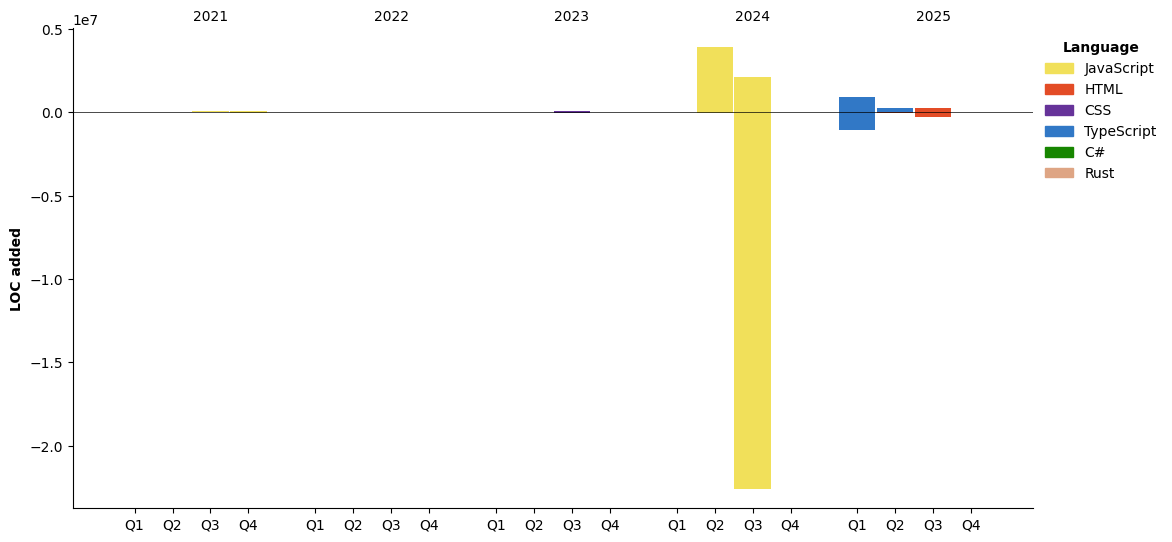 2021 2022 2023 2024 2025
1e7
0.5
0.0
−0.5
−1.0
−1.5
−2.0
LOC added
Q1 Q2 Q3 Q4 Q1 Q2 Q3 Q4 Q1 Q2 Q3 Q4 Q1 Q2 Q3 Q4 Q1 Q2 Q3 Q4
Language
JavaScript
HTML
CSS
TypeScript
C#
Rust